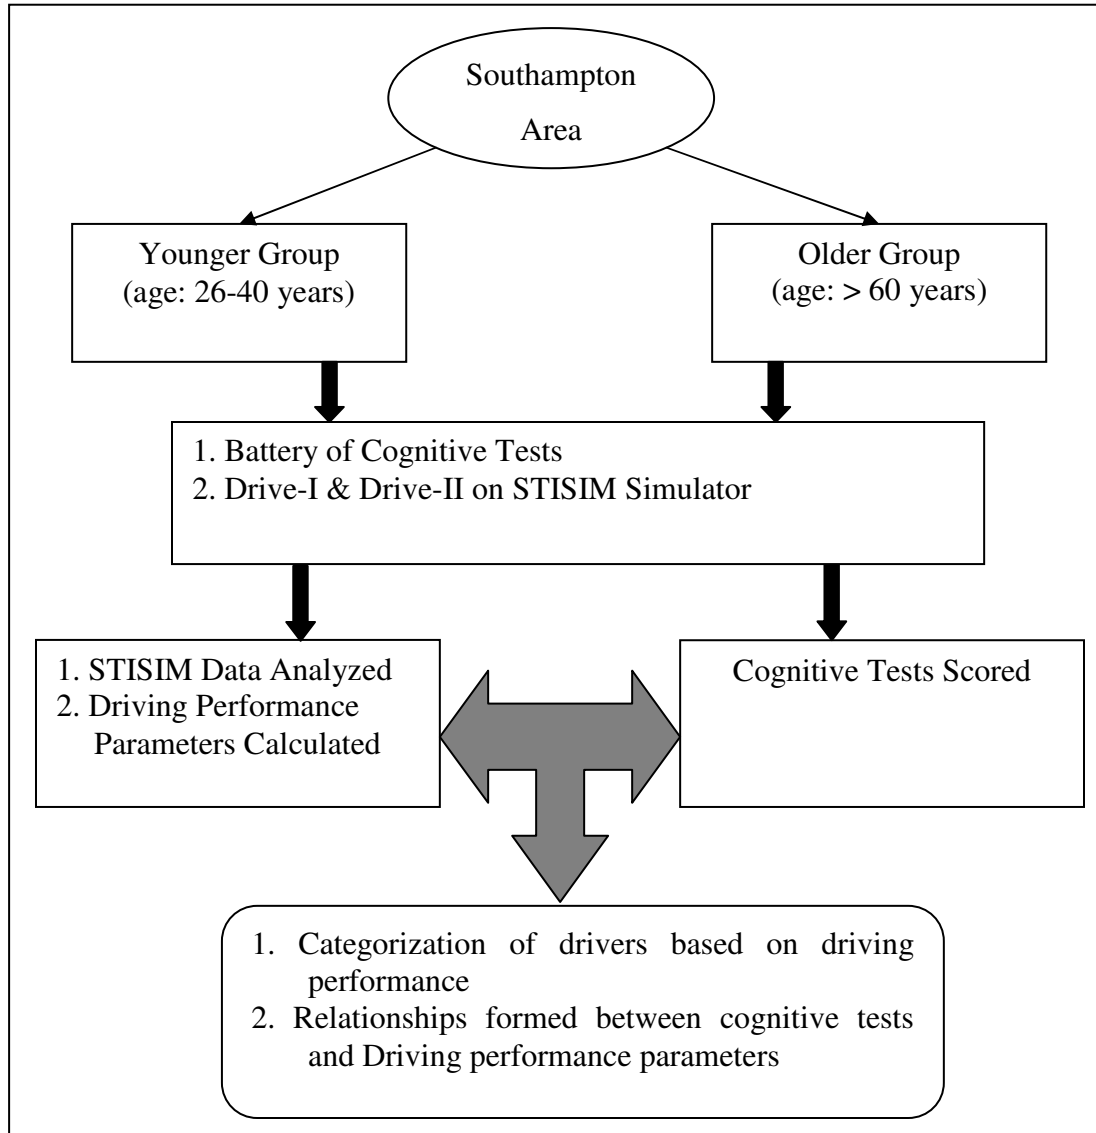 Southampton
Area
Younger Group
(age: 26-40 years)
Older Group
(age: > 60 years)
1. Battery of Cognitive Tests
2. Drive-I & Drive-II on STISIM Simulator
1. STISIM Data Analyzed
2. Driving Performance
Parameters Calculated
Cognitive Tests Scored
1. Categorization of drivers based on driving
performance
2. Relationships formed between cognitive tests
and Driving performance parameters